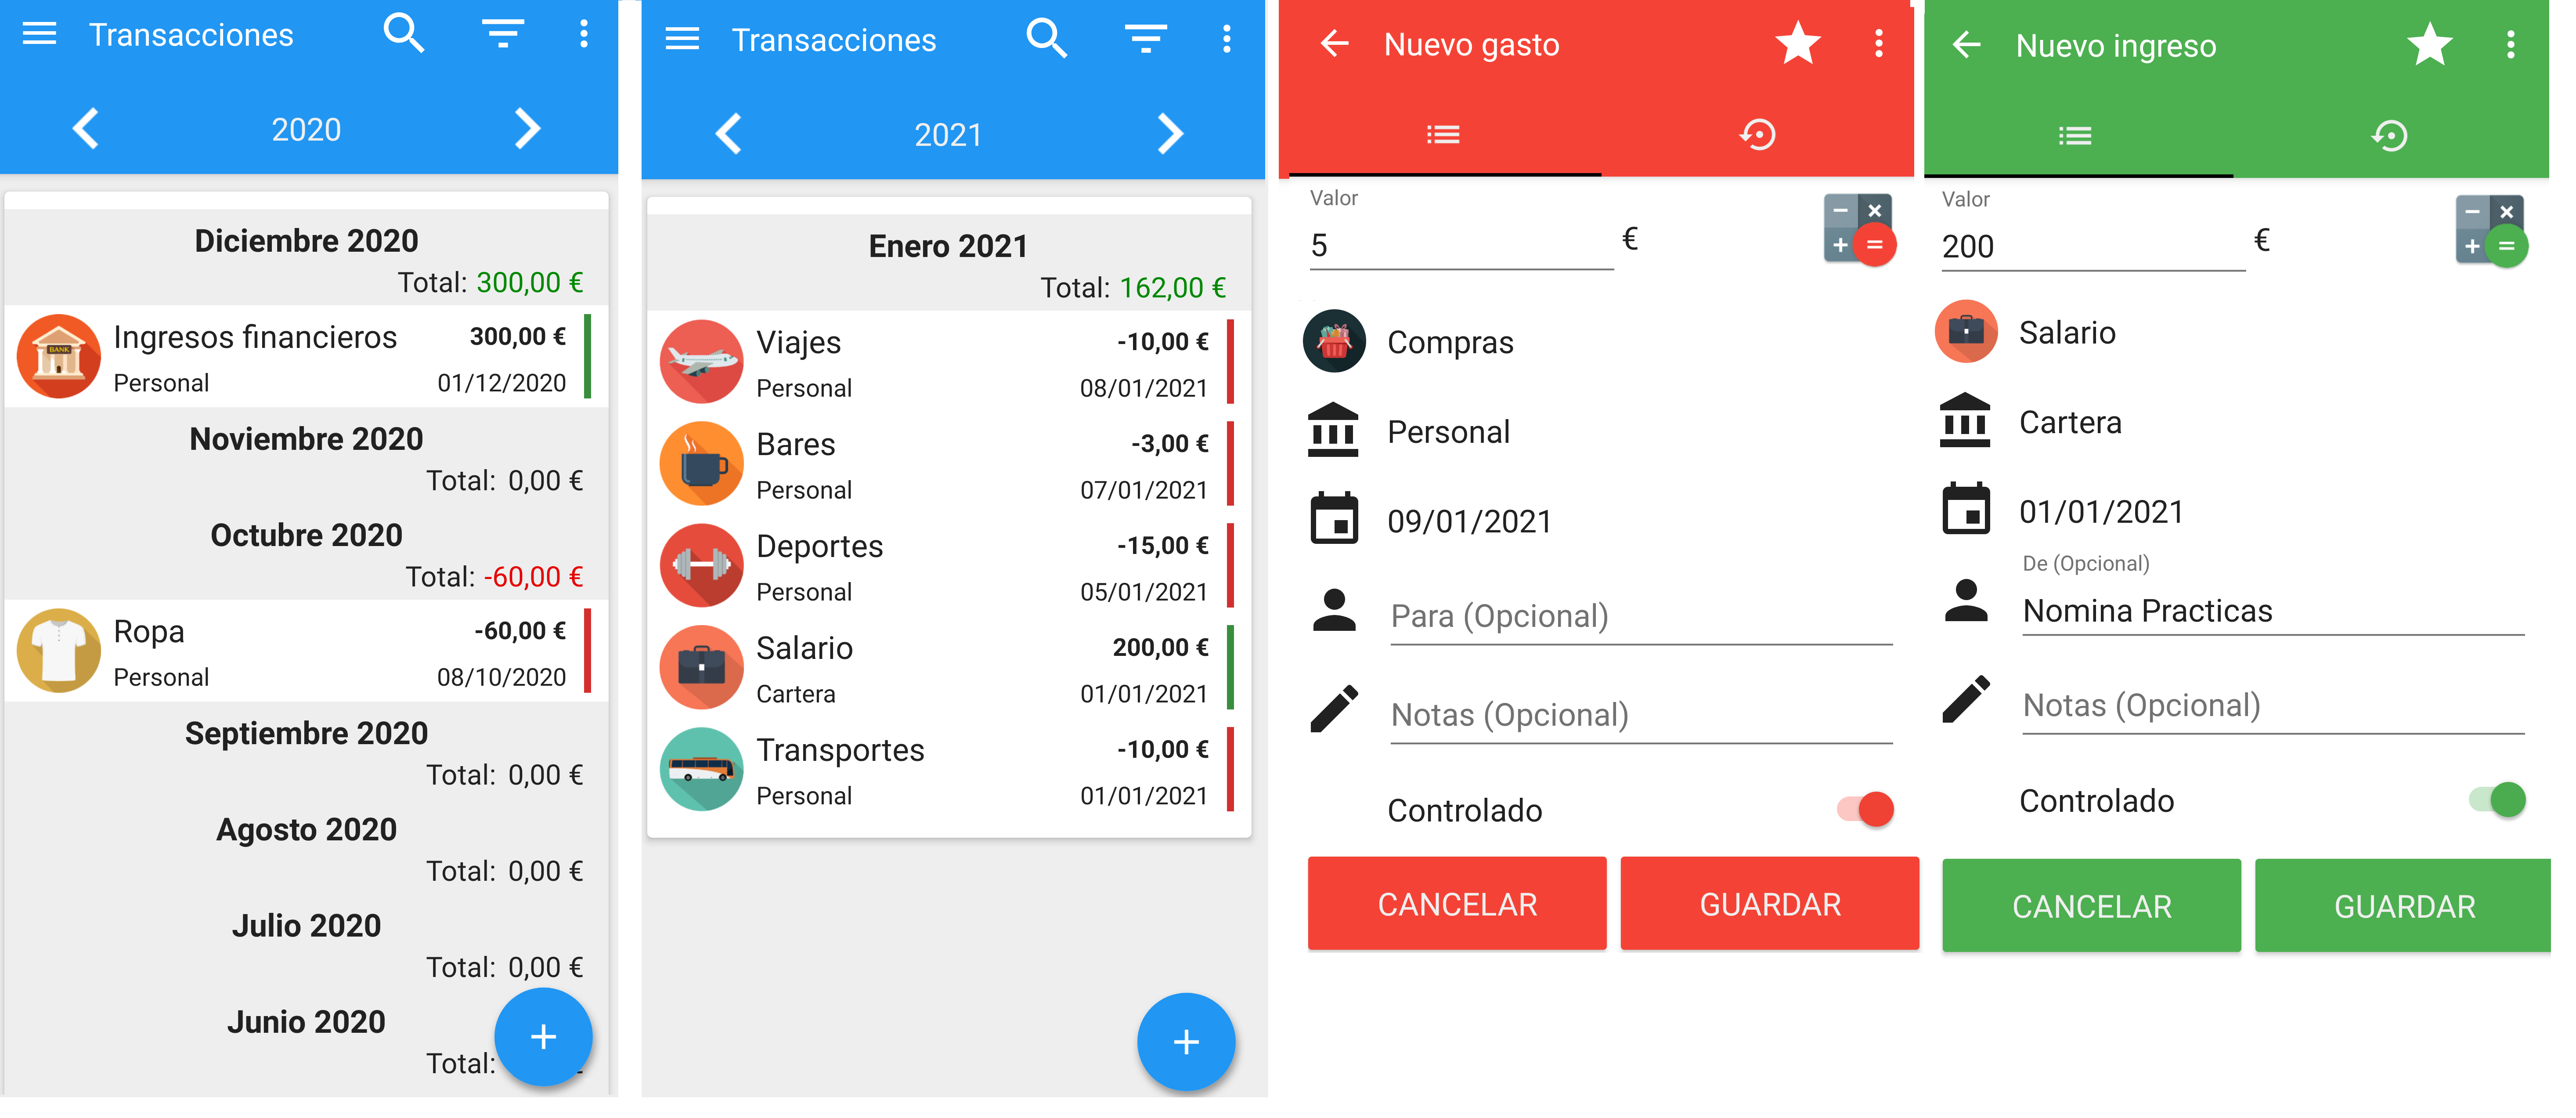 Transacciones
2020
Diciembre 2020
Total: 300,00 €
Ingresos financieros 300,00 €
Personal 01/12/2020
BANK
Noviembre 2020
Total: 0,00 €
Octubre 2020
Total: -60,00 €
Ropa -60,00 €
Personal 08/10/2020
Septiembre 2020
Total: 0,00 €
Agosto 2020
Total: 0,00 €
Julio 2020
Total: 0,00 €
Junio 2020
Total:
+
Transacciones
2021
Enero 2021
Total: 162,00 €
Viajes -10,00 €
Personal 08/01/2021
Bares -3,00 €
Personal 07/01/2021
Deportes -15,00 €
Personal 05/01/2021
Salario 200,00 €
Cartera 01/01/2021
Transportes -10,00 €
Personal 01/01/2021
+
Nuevo gasto
Valor
5 €
− ×
+ =
Compras
Personal
09/01/2021
Para (Opcional)
Notas (Opcional)
Controlado
CANCELAR GUARDAR
Nuevo ingreso
Valor
200 €
− ×
+ =
Salario
Cartera
01/01/2021
De (Opcional)
Nomina Practicas
Notas (Opcional)
Controlado
CANCELAR GUARDAR